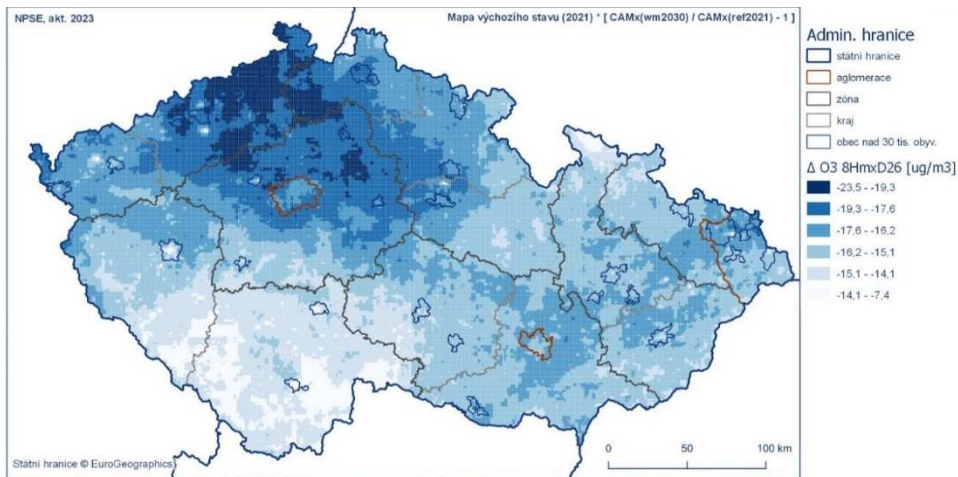 NPSE, akt. 2023
Mapa výchozího stavu (2021) * [ CAMx(wm2030) / CAMx(ref2021) - 1 ]
Admin. hranice
státní hranice
aglomerace
zóna
kraj
obec nad 30 tis. obyv.
Δ O3 8HmxD26 [ug/m3]
-23,5 - -19,3
-19,3 - -17,6
-17,6 - -16,2
-16,2 - -15,1
-15,1 - -14,1
-14,1 - -7,4
Státní hranice © EuroGeographics
0 50 100 km